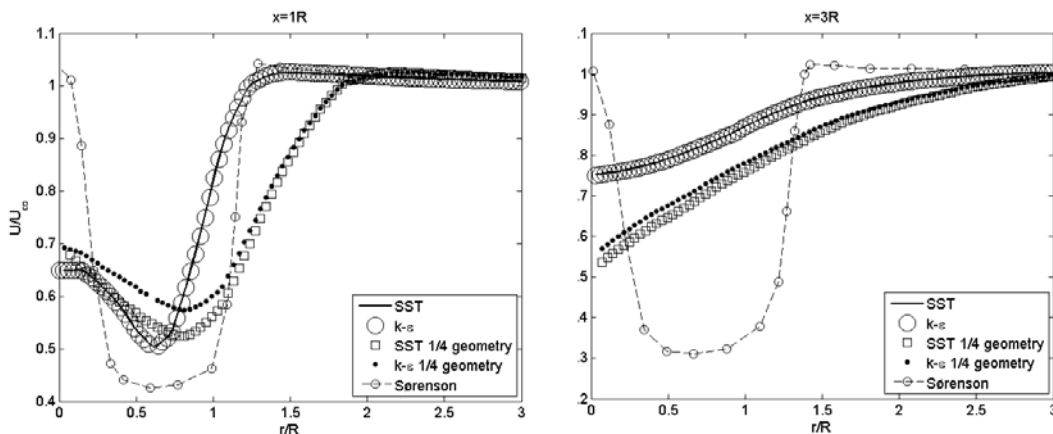 x=1R
1.1
1
0.9
0.8
0.7
0.6
0.5
0.4
U/U∞
0
0.5
1
1.5
2
2.5
3
r/R
SST
k-ε
SST 1/4 geometry
k-ε 1/4 geometry
Sørenson
x=3R
.1
1
.9
.8
.7
.6
.5
.4
.3
.2
0
0.5
1
1.5
2
2.5
3
r/R
SST
k-ε
SST 1/4 geometry
k-ε 1/4 geometry
Sørenson